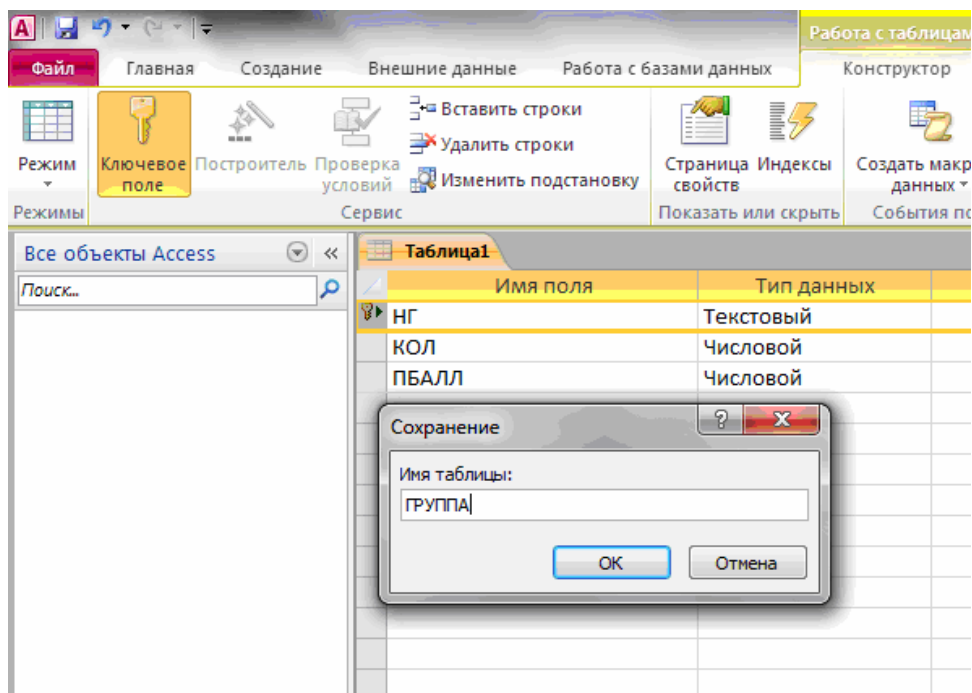 A
Работа с таблицам
Файл Главная Создание Внешние данные Работа с базами данных Конструктор
Режим
Ключевое поле
Построитель
Проверка условий
Вставить строки
Удалить строки
Изменить подстановку
Страница свойств
Индексы
Создать макр
данных
Режимы Сервис Показать или скрыть События по
Все объекты Access « Таблица1
Поиск...
Имя поля Тип данных
НГ Текстовый
КОЛ Числовой
ПБАЛЛ Числовой
Сохранение ? X
Имя таблицы:
ГРУППА
ОК Отмена